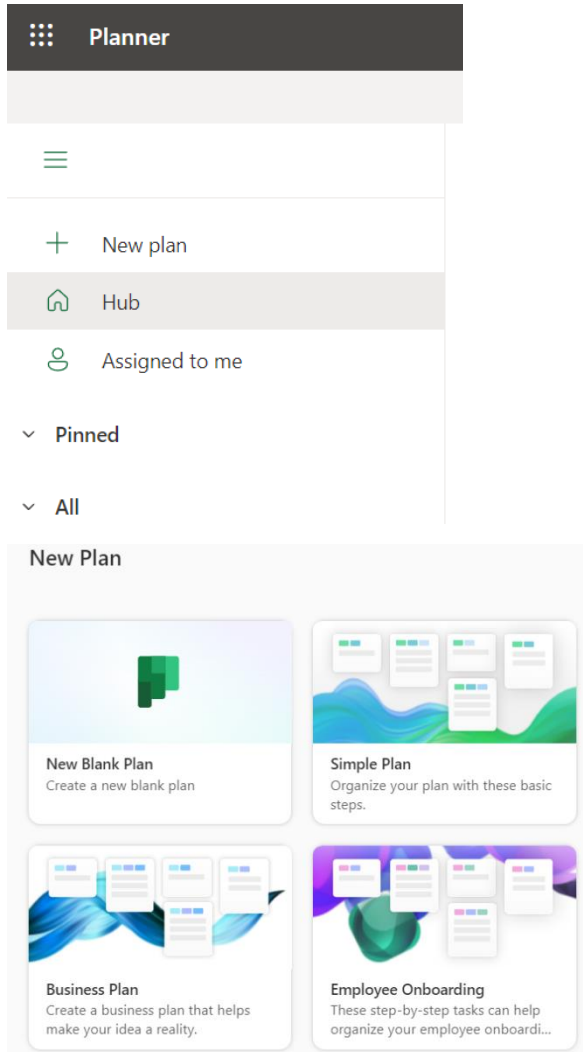 Planner
New plan
Hub
Assigned to me
Pinned
All
New Plan
New Blank Plan
Create a new blank plan
Simple Plan
Organize your plan with these basic
steps.
Business Plan
Create a business plan that helps
make your idea a reality.
Employee Onboarding
These step-by-step tasks can help
organize your employee onboardi...